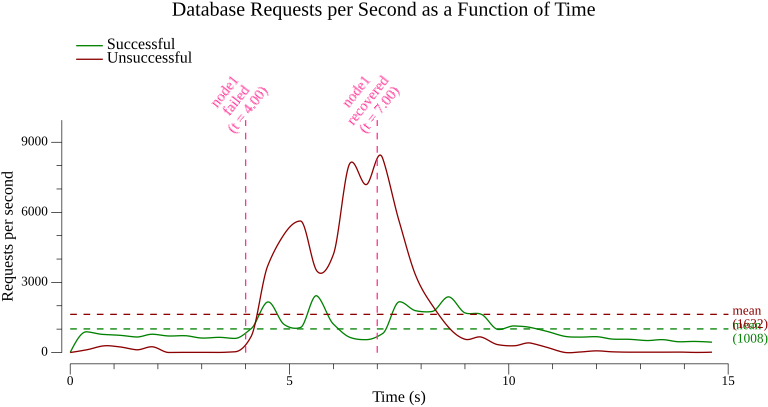 Database Requests per Second as a Function of Time
Successful
Unsuccessful
node1
failed
(t = 4.00)
node1
recovered
(t = 7.00)
Requests per second
9000
6000
3000
0
mean
(1622)
mean
(1008)
0
5
10
15
Time (s)